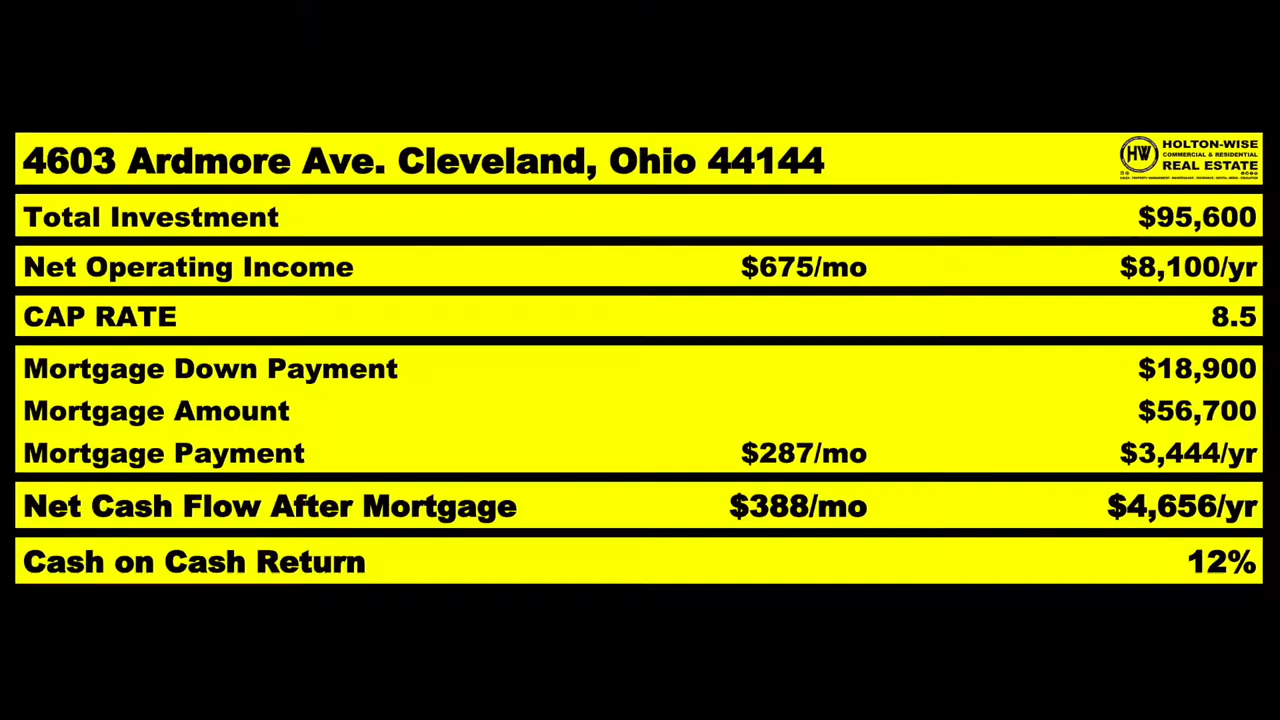 4603 Ardmore Ave. Cleveland, Ohio 44144
HW
HOLTON-WISE
COMMERCIAL & RESIDENTIAL
REAL ESTATE
Total Investment $95,600
Net Operating Income $675/mo $8,100/yr
CAP RATE 8.5
Mortgage Down Payment $18,900
Mortgage Amount $56,700
Mortgage Payment $287/mo $3,444/yr
Net Cash Flow After Mortgage $388/mo $4,656/yr
Cash on Cash Return 12%